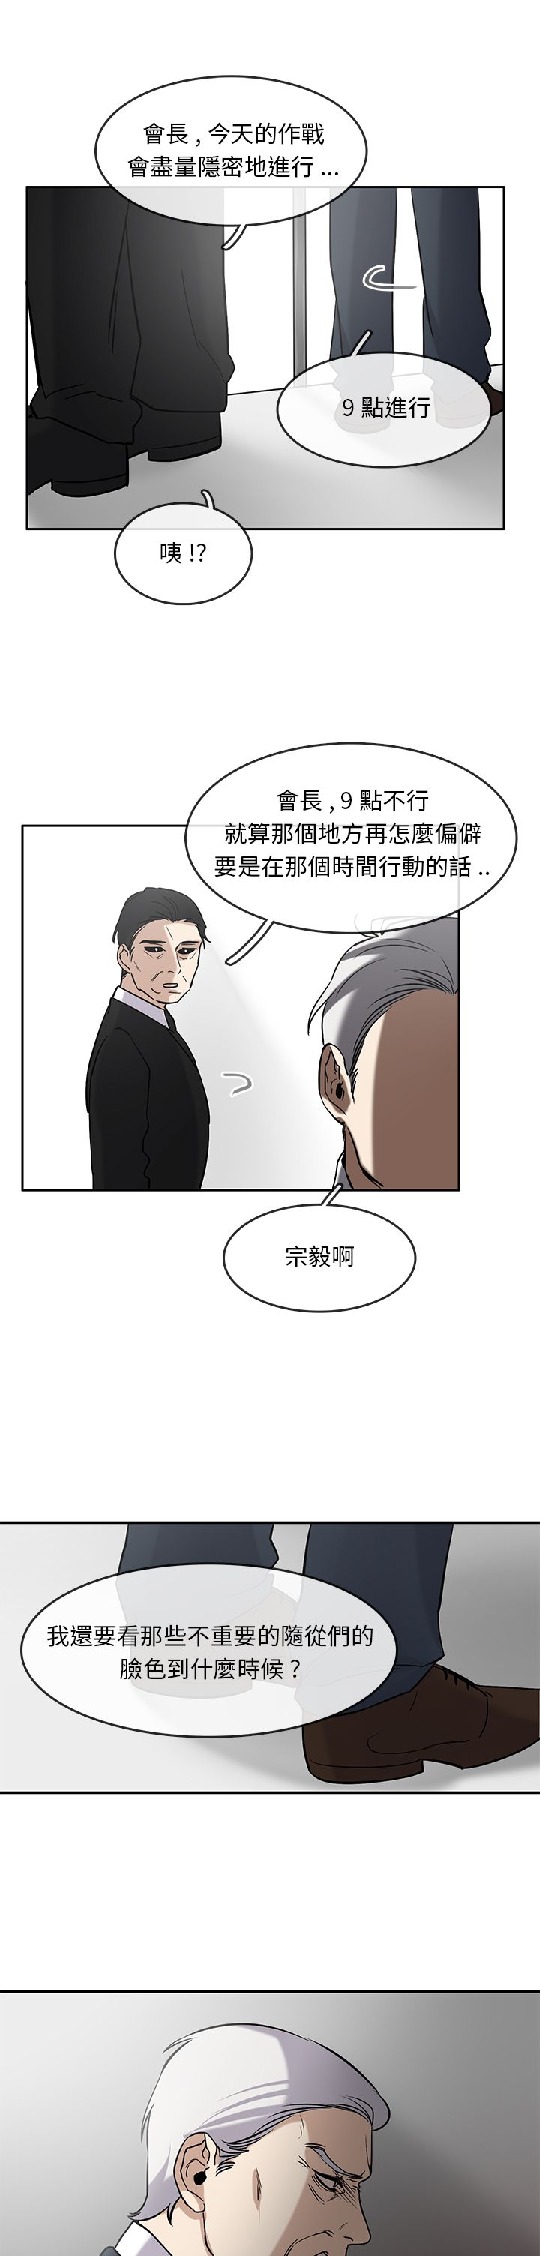 會長，今天的作戰
會盡量隱密地進行...
9點進行
咦!?
會長，9點不行
就算那個地方再怎麼偏僻
要是在那個時間行動的話..
宗毅啊
我還要看那些不重要的隨從們的
臉色到什麼時候？